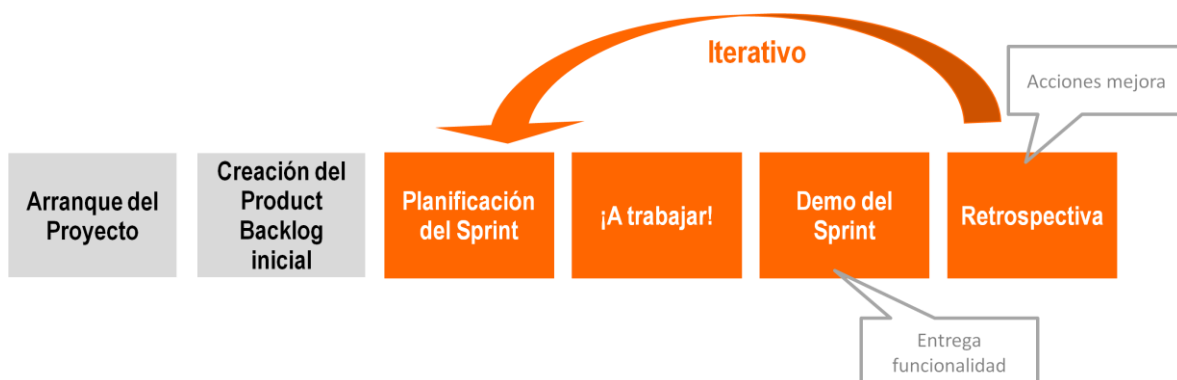 Iterativo
Acciones mejora
Arranque del
Proyecto
Creación del
Product
Backlog
inicial
Planificación
del Sprint
¡A trabajar!
Demo del
Sprint
Retrospectiva
Entrega
funcionalidad